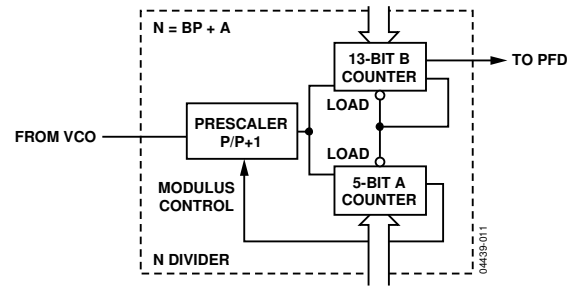 N = BP + A
13-BIT B
COUNTER
TO PFD
LOAD
PRESCALER
P/P+1
FROM VCO
LOAD
MODULUS
CONTROL
5-BIT A
COUNTER
N DIVIDER
04439-011